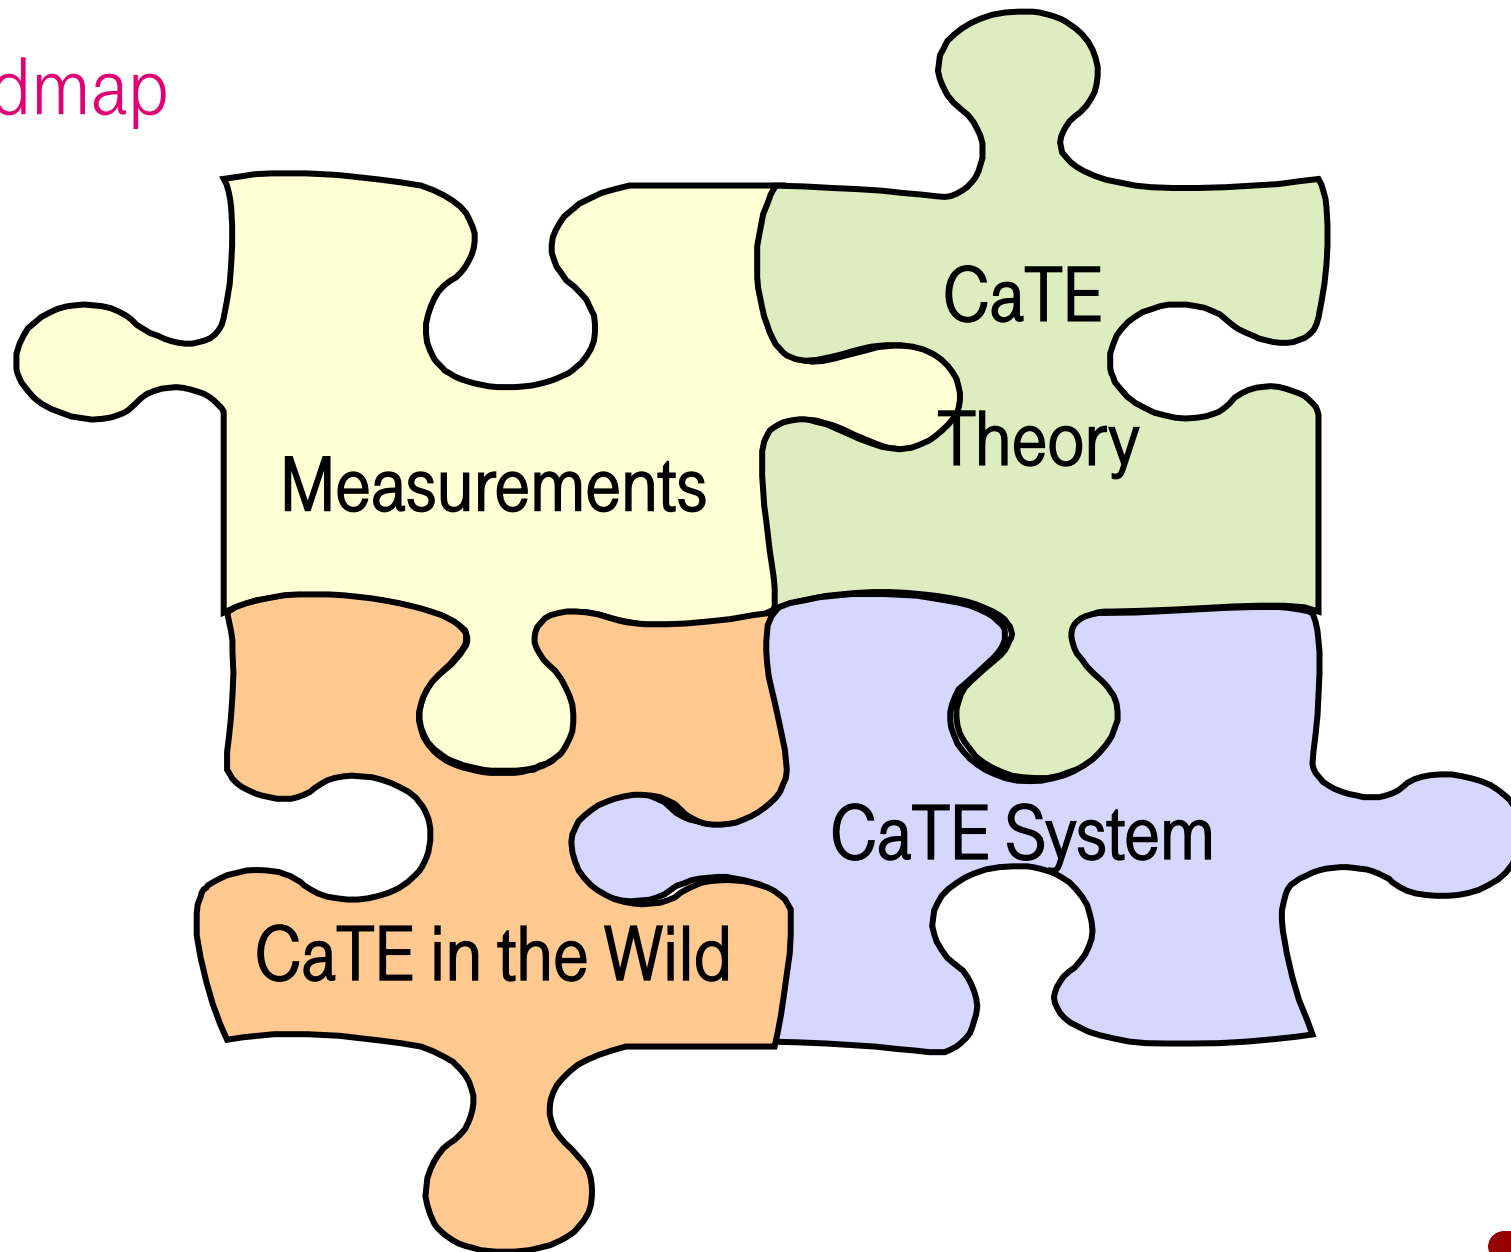 dmap
CaTE
Theory
Measurements
CaTE System
CaTE in the Wild